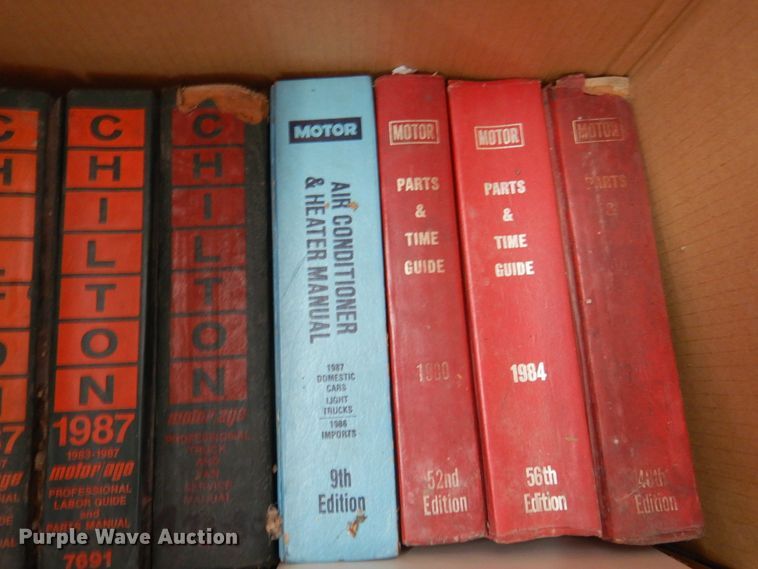 C
H
I
L
T
O
N
1987
1983-1987
motor age
PROFESSIONAL
LABOR GUIDE
and
PARTS MANUAL
7691
C
H
I
L
T
O
N
motor age
PROFESSIONAL
TRUCK
AND
VAN
SERVICE
MANUAL
MOTOR
AIR CONDITIONER
& HEATER MANUAL
1987
DOMESTIC
CARS
LIGHT
TRUCKS
1986
IMPORTS
9th
Edition
MOTOR
PARTS
&
TIME
GUIDE
1980
52nd
Edition
MOTOR
PARTS
&
TIME
GUIDE
1984
56th
Edition
MOTOR
PARTS
&
Edition
Purple Wave Auction